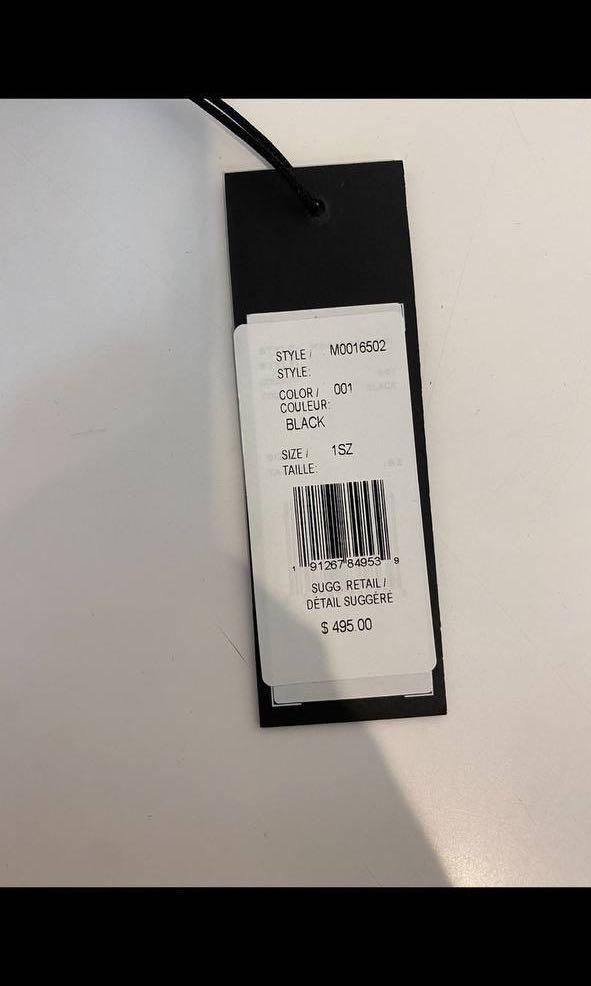 STYLE / M0016502
STYLE:
COLOR / 001
COULEUR:
BLACK
SIZE / 1SZ
TAILLE:
1 91267 84953 9
SUGG. RETAIL /
DÉTAIL SUGGÉRÉ
$ 495.00